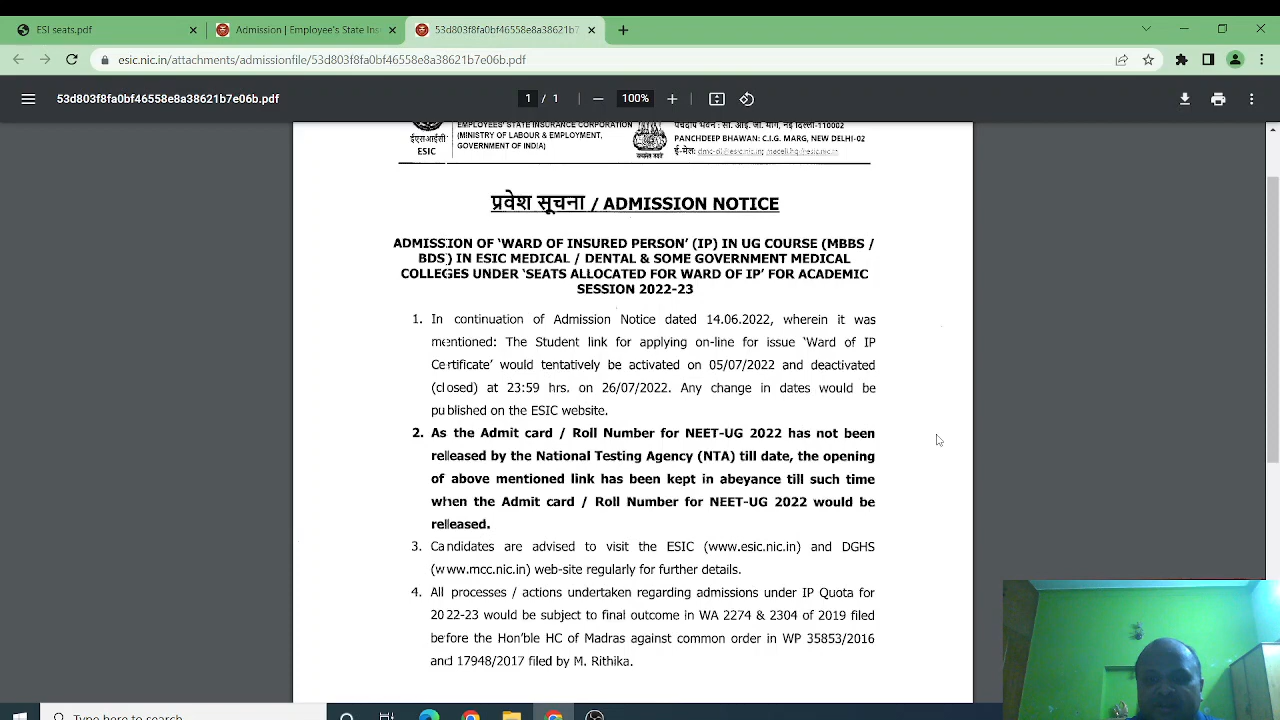 ESI seats.pdf
Admission | Employee's State Ins
53d803f8fa0bf46558e8a38621b7
esic.nic.in/attachments/admissionfile/53d803f8fa0bf46558e8a38621b7e06b.pdf
53d803f8fa0bf46558e8a38621b7e06b.pdf
1 / 1
100%
EMPLOYEES' STATE INSURANCE CORPORATION
(MINISTRY OF LABOUR & EMPLOYMENT,
GOVERNMENT OF INDIA)
ईएसआईसी
ESIC
PANCHDEEP BHAWAN: C.I.G. MARG, NEW DELHI-02
प्रवेश सूचना / ADMISSION NOTICE
ADMISSION OF 'WARD OF INSURED PERSON' (IP) IN UG COURSE (MBBS /
BDS) IN ESIC MEDICAL / DENTAL & SOME GOVERNMENT MEDICAL
COLLEGES UNDER 'SEATS ALLOCATED FOR WARD OF IP' FOR ACADEMIC
SESSION 2022-23
1. In continuation of Admission Notice dated 14.06.2022, wherein it was
mentioned: The Student link for applying on-line for issue 'Ward of IP
Certificate' would tentatively be activated on 05/07/2022 and deactivated
(closed) at 23:59 hrs. on 26/07/2022. Any change in dates would be
published on the ESIC website.
2. As the Admit card / Roll Number for NEET-UG 2022 has not been
released by the National Testing Agency (NTA) till date, the opening
of above mentioned link has been kept in abeyance till such time
when the Admit card / Roll Number for NEET-UG 2022 would be
released.
3. Candidates are advised to visit the ESIC (www.esic.nic.in) and DGHS
(www.mcc.nic.in) web-site regularly for further details.
4. All processes / actions undertaken regarding admissions under IP Quota for
2022-23 would be subject to final outcome in WA 2274 & 2304 of 2019 filed
before the Hon'ble HC of Madras against common order in WP 35853/2016
and 17948/2017 filed by M. Rithika.
Type here to search